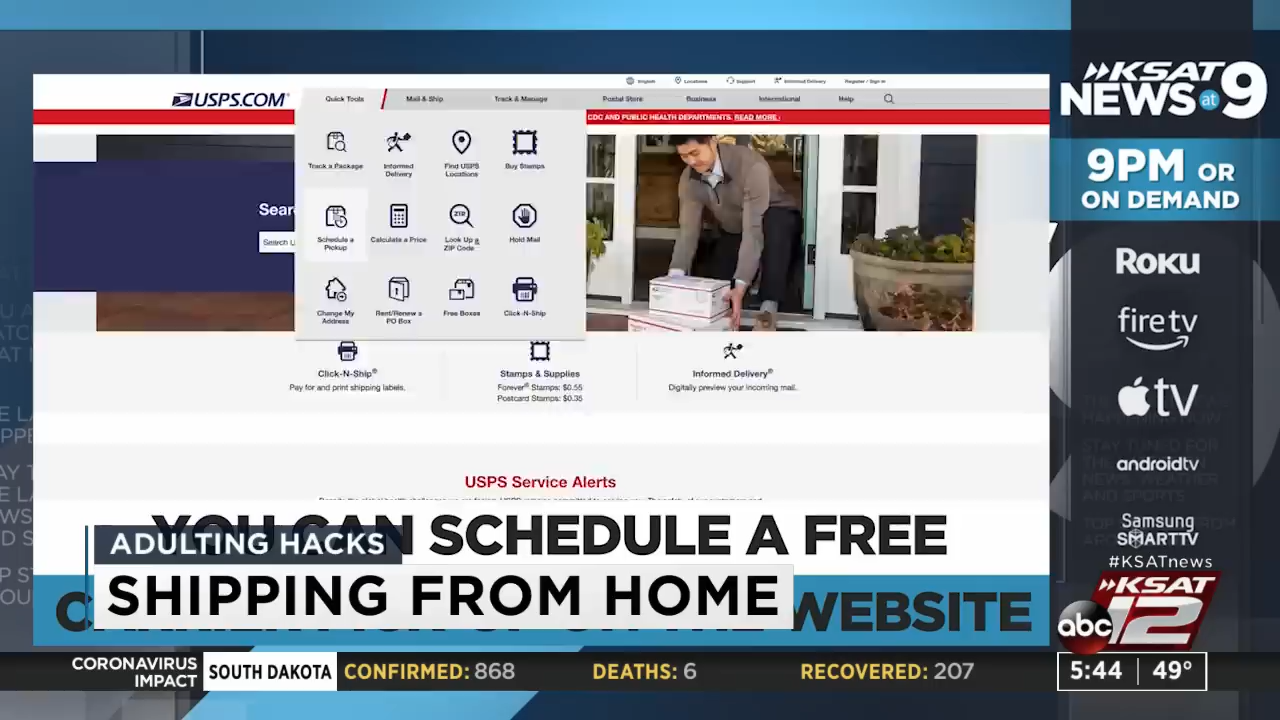 English Locations Support Informed Delivery Register / Sign In
USPS.COM
Quick Tools
Mail & Ship
Track & Manage
Postal Store
Business
International
Help
CDC AND PUBLIC HEALTH DEPARTMENTS. READ MORE ›
Track a Package
Informed Delivery
Find USPS Locations
Buy Stamps
Schedule a Pickup
Calculate a Price
Look Up a ZIP Code
ZIP
Hold Mail
Change My Address
Rent/Renew a PO Box
Free Boxes
Click-N-Ship
Click-N-Ship®
Pay for and print shipping labels.
Stamps & Supplies
Forever® Stamps: $0.55
Postcard Stamps: $0.35
Informed Delivery®
Digitally preview your incoming mail.
USPS Service Alerts
YOU CAN SCHEDULE A FREE
WEBSITE
ADULTING HACKS
SHIPPING FROM HOME
KSAT
NEWS at 9
9PM OR
ON DEMAND
Roku
fire tv
tv
androidtv
Samsung
SMART TV
#KSATnews
KSAT
abc 12
CORONAVIRUS
IMPACT
SOUTH DAKOTA
CONFIRMED: 868
DEATHS: 6
RECOVERED: 207
5:44
49°